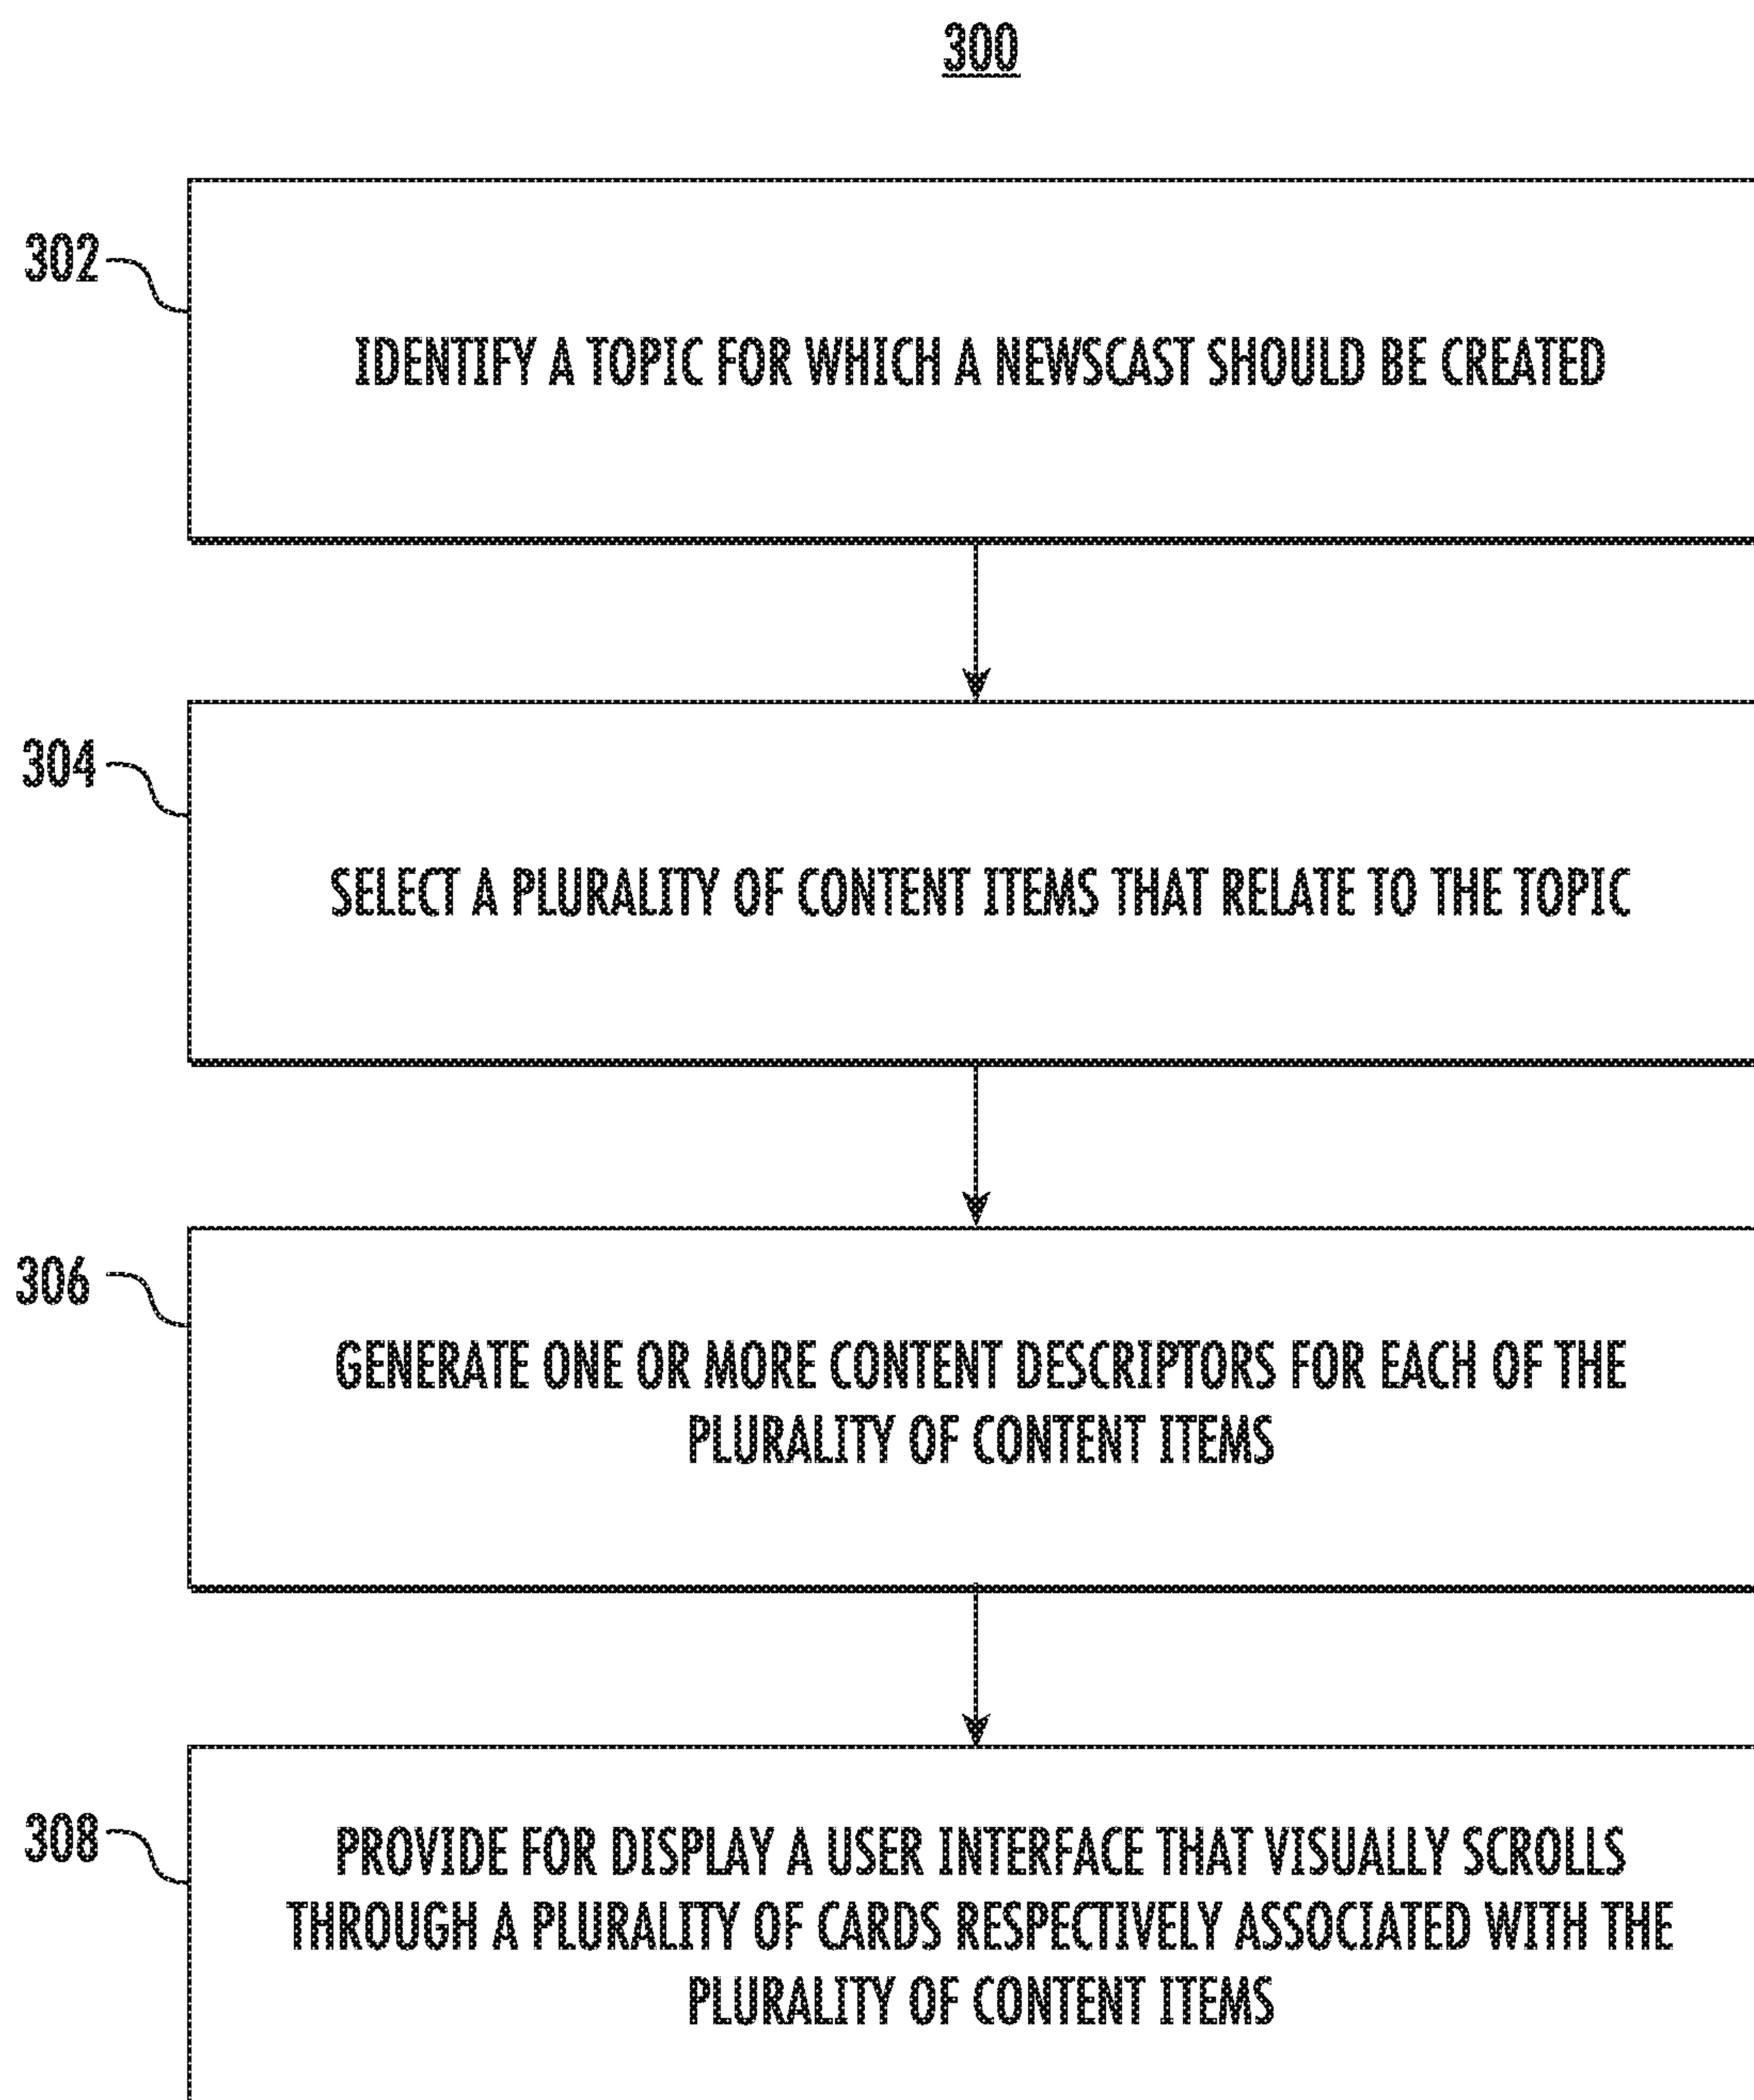 300
302
IDENTIFY A TOPIC FOR WHICH A NEWSCAST SHOULD BE CREATED
304
SELECT A PLURALITY OF CONTENT ITEMS THAT RELATE TO THE TOPIC
306
GENERATE ONE OR MORE CONTENT DESCRIPTORS FOR EACH OF THE
PLURALITY OF CONTENT ITEMS
308
PROVIDE FOR DISPLAY A USER INTERFACE THAT VISUALLY SCROLLS
THROUGH A PLURALITY OF CARDS RESPECTIVELY ASSOCIATED WITH THE
PLURALITY OF CONTENT ITEMS